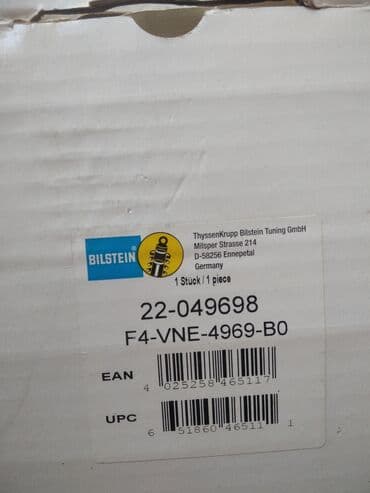 BILSTEIN
ThyssenKrupp Bilstein Tuning GmbH
Milsper Strasse 214
D-58256 Ennepetal
Germany
1 Stück / 1 piece
22-049698
F4-VNE-4969-B0
EAN
4 025258 465117
UPC
6 51860 46511 1